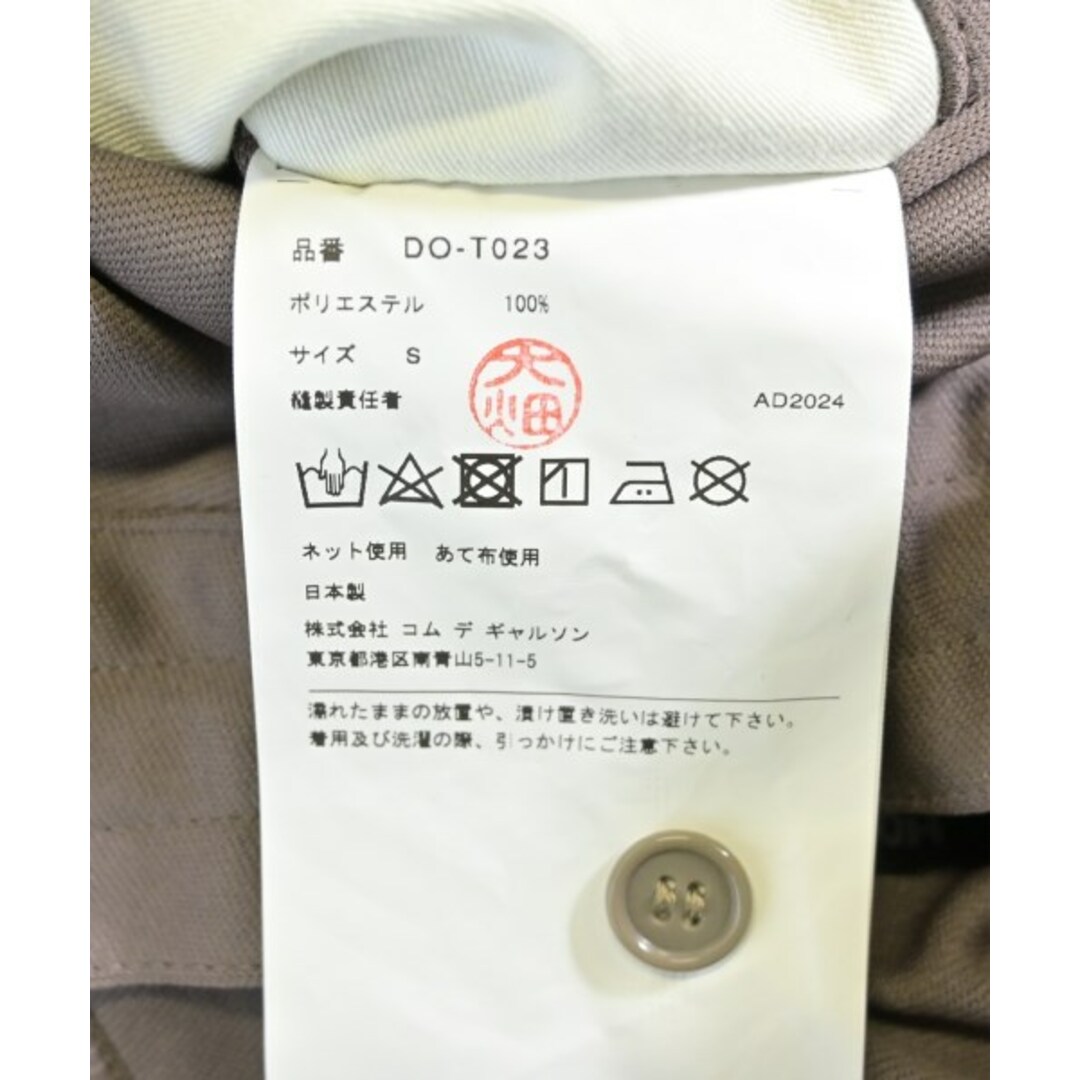 品番 DO-T023
ポリエステル 100%
サイズ S
縫製責任者 AD2024
ネット使用 あて布使用
日本製
株式会社 コム デ ギャルソン
東京都港区南青山5-11-5
濡れたままの放置や、漬け置き洗いは避けて下さい。
着用及び洗濯の際、引っかけにご注意下さい。